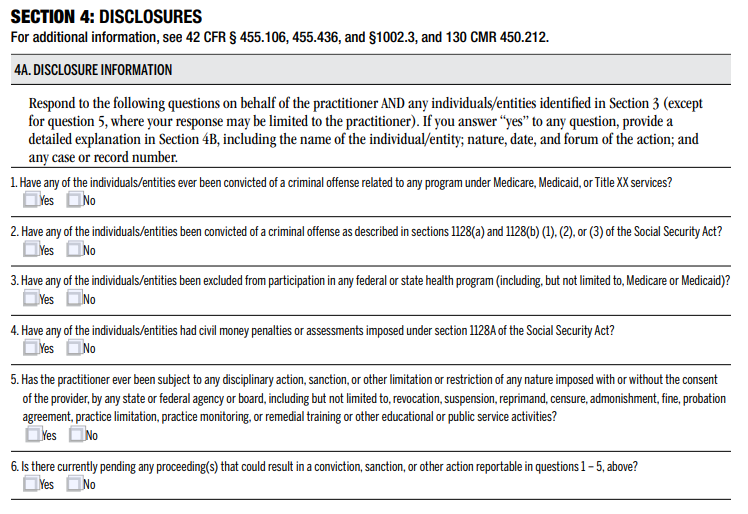 SECTION 4: DISCLOSURES
For additional information, see 42 CFR § 455.106, 455.436, and §1002.3, and 130 CMR 450.212.
4A. DISCLOSURE INFORMATION
Respond to the following questions on behalf of the practitioner AND any individuals/entities identified in Section 3 (except
for question 5, where your response may be limited to the practitioner). If you answer “yes” to any question, provide a
detailed explanation in Section 4B, including the name of the individual/entity; nature, date, and forum of the action; and
any case or record number.
1. Have any of the individuals/entities ever been convicted of a criminal offense related to any program under Medicare, Medicaid, or Title XX services?
Yes No
2. Have any of the individuals/entities been convicted of a criminal offense as described in sections 1128(a) and 1128(b) (1), (2), or (3) of the Social Security Act?
Yes No
3. Have any of the individuals/entities been excluded from participation in any federal or state health program (including, but not limited to, Medicare or Medicaid)?
Yes No
4. Have any of the individuals/entities had civil money penalties or assessments imposed under section 1128A of the Social Security Act?
Yes No
5. Has the practitioner ever been subject to any disciplinary action, sanction, or other limitation or restriction of any nature imposed with or without the consent
of the provider, by any state or federal agency or board, including but not limited to, revocation, suspension, reprimand, censure, admonishment, fine, probation
agreement, practice limitation, practice monitoring, or remedial training or other educational or public service activities?
Yes No
6. Is there currently pending any proceeding(s) that could result in a conviction, sanction, or other action reportable in questions 1 – 5, above?
Yes No